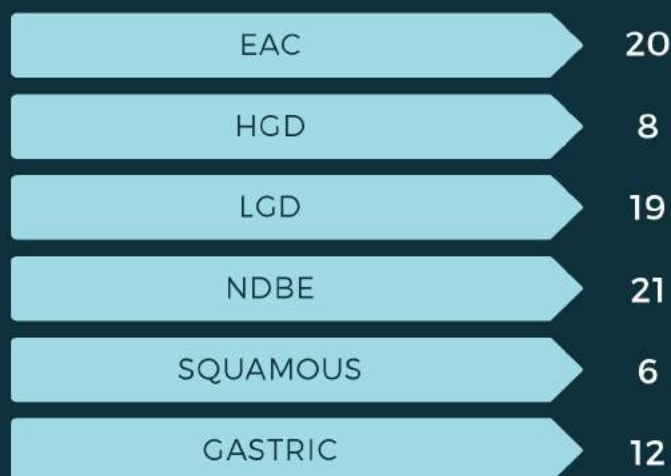 EAC 20
HGD 8
LGD 19
NDBE 21
SQUAMOUS 6
GASTRIC 12